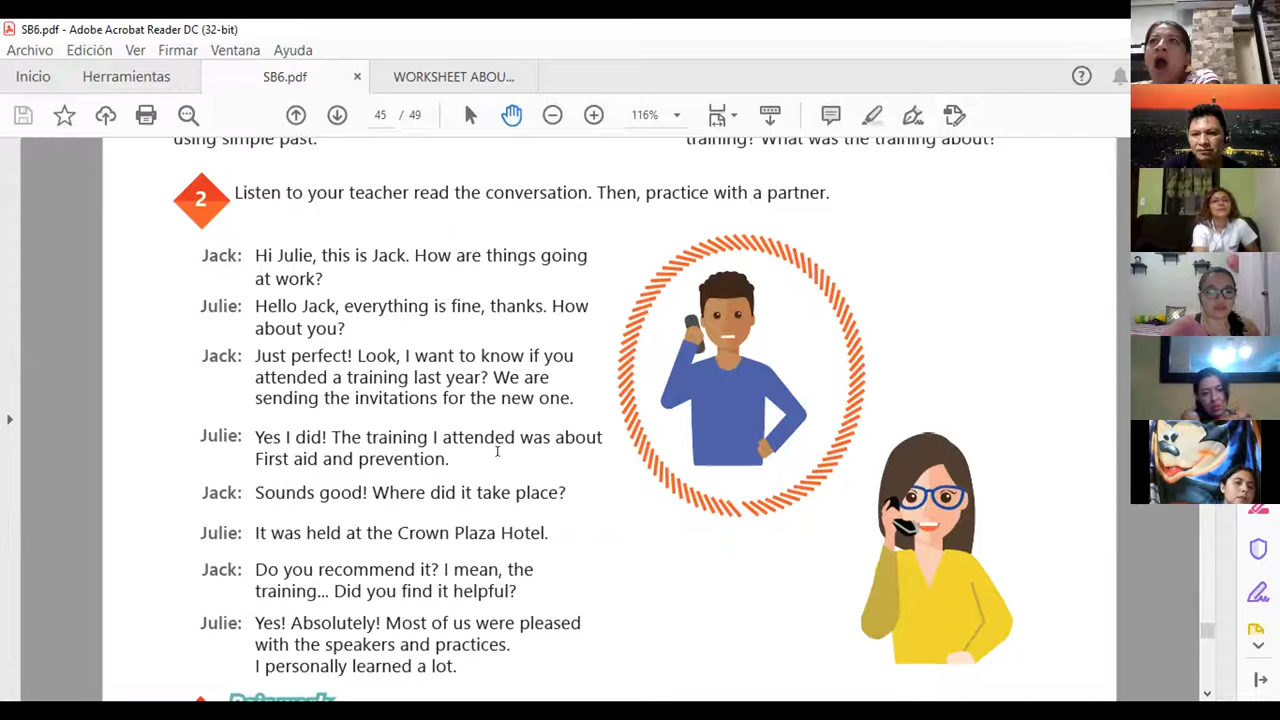 SB6.pdf - Adobe Acrobat Reader DC (32-bit)
Archivo Edición Ver Firmar Ventana Ayuda
Inicio Herramientas SB6.pdf × WORKSHEET ABOU...
45 / 49 116%
using simple past.
training? What was the training about?
2 Listen to your teacher read the conversation. Then, practice with a partner.
Jack: Hi Julie, this is Jack. How are things going
at work?
Julie: Hello Jack, everything is fine, thanks. How
about you?
Jack: Just perfect! Look, I want to know if you
attended a training last year? We are
sending the invitations for the new one.
Julie: Yes I did! The training I attended was about
First aid and prevention.
Jack: Sounds good! Where did it take place?
Julie: It was held at the Crown Plaza Hotel.
Jack: Do you recommend it? I mean, the
training... Did you find it helpful?
Julie: Yes! Absolutely! Most of us were pleased
with the speakers and practices.
I personally learned a lot.